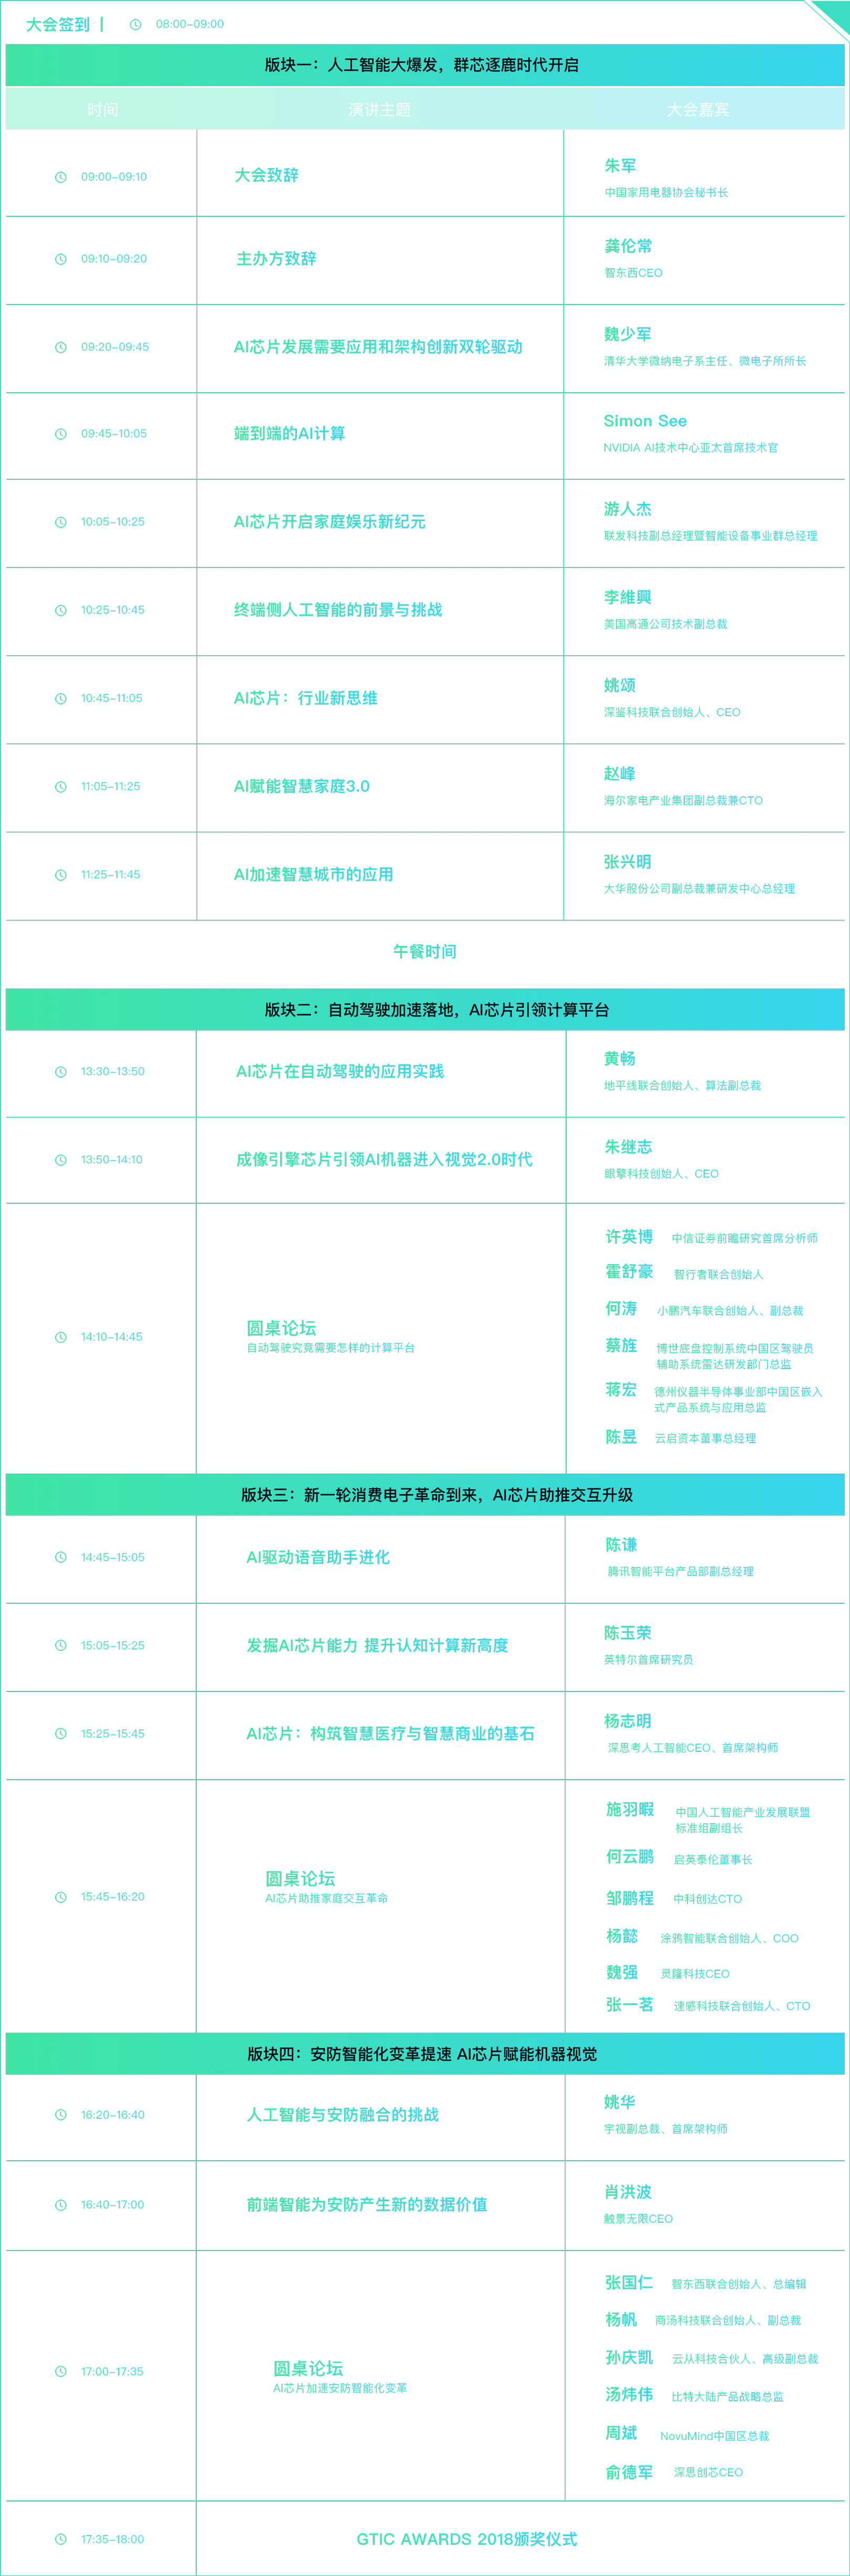 大会签到 | 08:00-09:00
版块一：人工智能大爆发，群芯逐鹿时代开启
时间 演讲主题 大会嘉宾
09:00-09:10 大会致辞 朱军
中国家用电器协会秘书长
09:10-09:20 主办方致辞 龚伦常
智东西CEO
09:20-09:45 AI芯片发展需要应用和架构创新双轮驱动 魏少军
清华大学微纳电子系主任、微电子所所长
09:45-10:05 端到端的AI计算 Simon See
NVIDIA AI技术中心亚太首席技术官
10:05-10:25 AI芯片开启家庭娱乐新纪元 游人杰
联发科技副总经理暨智能设备事业群总经理
10:25-10:45 终端侧人工智能的前景与挑战 李維興
美国高通公司技术副总裁
10:45-11:05 AI芯片：行业新思维 姚颂
深鉴科技联合创始人、CEO
11:05-11:25 AI赋能智慧家庭3.0 赵峰
海尔家电产业集团副总裁兼CTO
11:25-11:45 AI加速智慧城市的应用 张兴明
大华股份公司副总裁兼研发中心总经理
午餐时间
版块二：自动驾驶加速落地，AI芯片引领计算平台
13:30-13:50 AI芯片在自动驾驶的应用实践 黄畅
地平线联合创始人、算法副总裁
13:50-14:10 成像引擎芯片引领AI机器进入视觉2.0时代 朱继志
眼擎科技创始人、CEO
14:10-14:45 圆桌论坛
自动驾驶究竟需要怎样的计算平台
许英博 中信证券前瞻研究首席分析师
霍舒豪 智行者联合创始人
何涛 小鹏汽车联合创始人、副总裁
蔡旌 博世底盘控制系统中国区驾驶员
辅助系统雷达研发部门总监
蒋宏 德州仪器半导体事业部中国区嵌入
式产品系统与应用总监
陈昱 云启资本董事总经理
版块三：新一轮消费电子革命到来，AI芯片助推交互升级
14:45-15:05 AI驱动语音助手进化 陈谦
腾讯智能平台产品部副总经理
15:05-15:25 发掘AI芯片能力 提升认知计算新高度 陈玉荣
英特尔首席研究员
15:25-15:45 AI芯片：构筑智慧医疗与智慧商业的基石 杨志明
深思考人工智能CEO、首席架构师
15:45-16:20 圆桌论坛
AI芯片助推家庭交互革命
施羽暇 中国人工智能产业发展联盟
标准组副组长
何云鹏 启英泰伦董事长
邹鹏程 中科创达CTO
杨懿 涂鸦智能联合创始人、COO
魏强 灵隆科技CEO
张一茗 速感科技联合创始人、CTO
版块四：安防智能化变革提速 AI芯片赋能机器视觉
16:20-16:40 人工智能与安防融合的挑战 姚华
宇视副总裁、首席架构师
16:40-17:00 前端智能为安防产生新的数据价值 肖洪波
触景无限CEO
17:00-17:35 圆桌论坛
AI芯片加速安防智能化变革
张国仁 智东西联合创始人、总编辑
杨帆 商汤科技联合创始人、副总裁
孙庆凯 云从科技合伙人、高级副总裁
汤炜伟 比特大陆产品战略总监
周斌 NovuMind中国区总裁
俞德军 深思创芯CEO
17:35-18:00 GTIC AWARDS 2018颁奖仪式